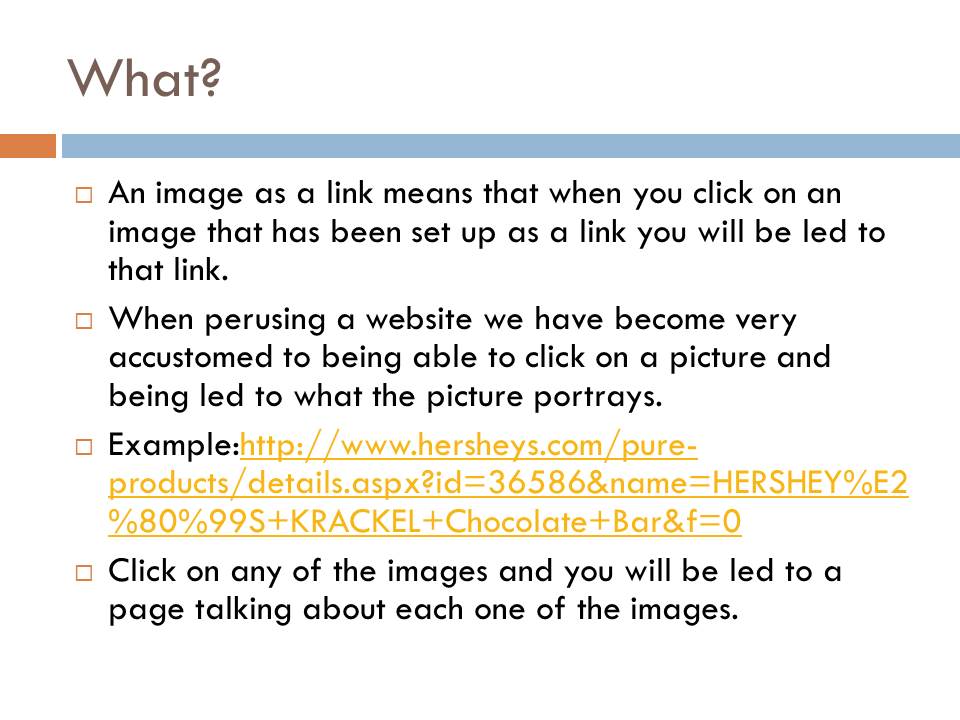 What?
An image as a link means that when you click on an
image that has been set up as a link you will be led to
that link.
When perusing a website we have become very
accustomed to being able to click on a picture and
being led to what the picture portrays.
Example:http://www.hersheys.com/pure-
products/details.aspx?id=36586&name=HERSHEY%E2
%80%99S+KRACKEL+Chocolate+Bar&f=0
Click on any of the images and you will be led to a
page talking about each one of the images.